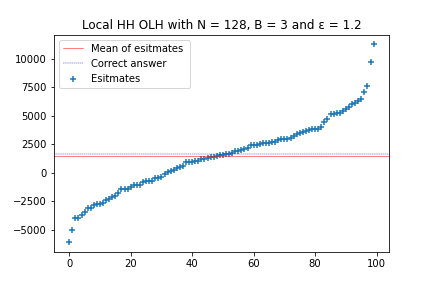 Local HH OLH with N = 128, B = 3 and ε = 1.2
Mean of esitmates
Correct answer
Esitmates
10000
7500
5000
2500
0
−2500
−5000
0 20 40 60 80 100